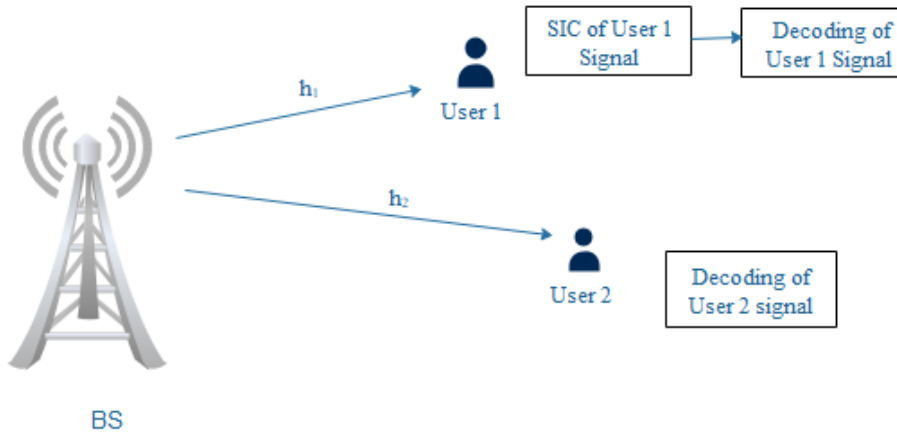 SIC of User 1
Signal
Decoding of
User 1 Signal
h₁
User 1
h₂
User 2
Decoding of
User 2 signal
BS